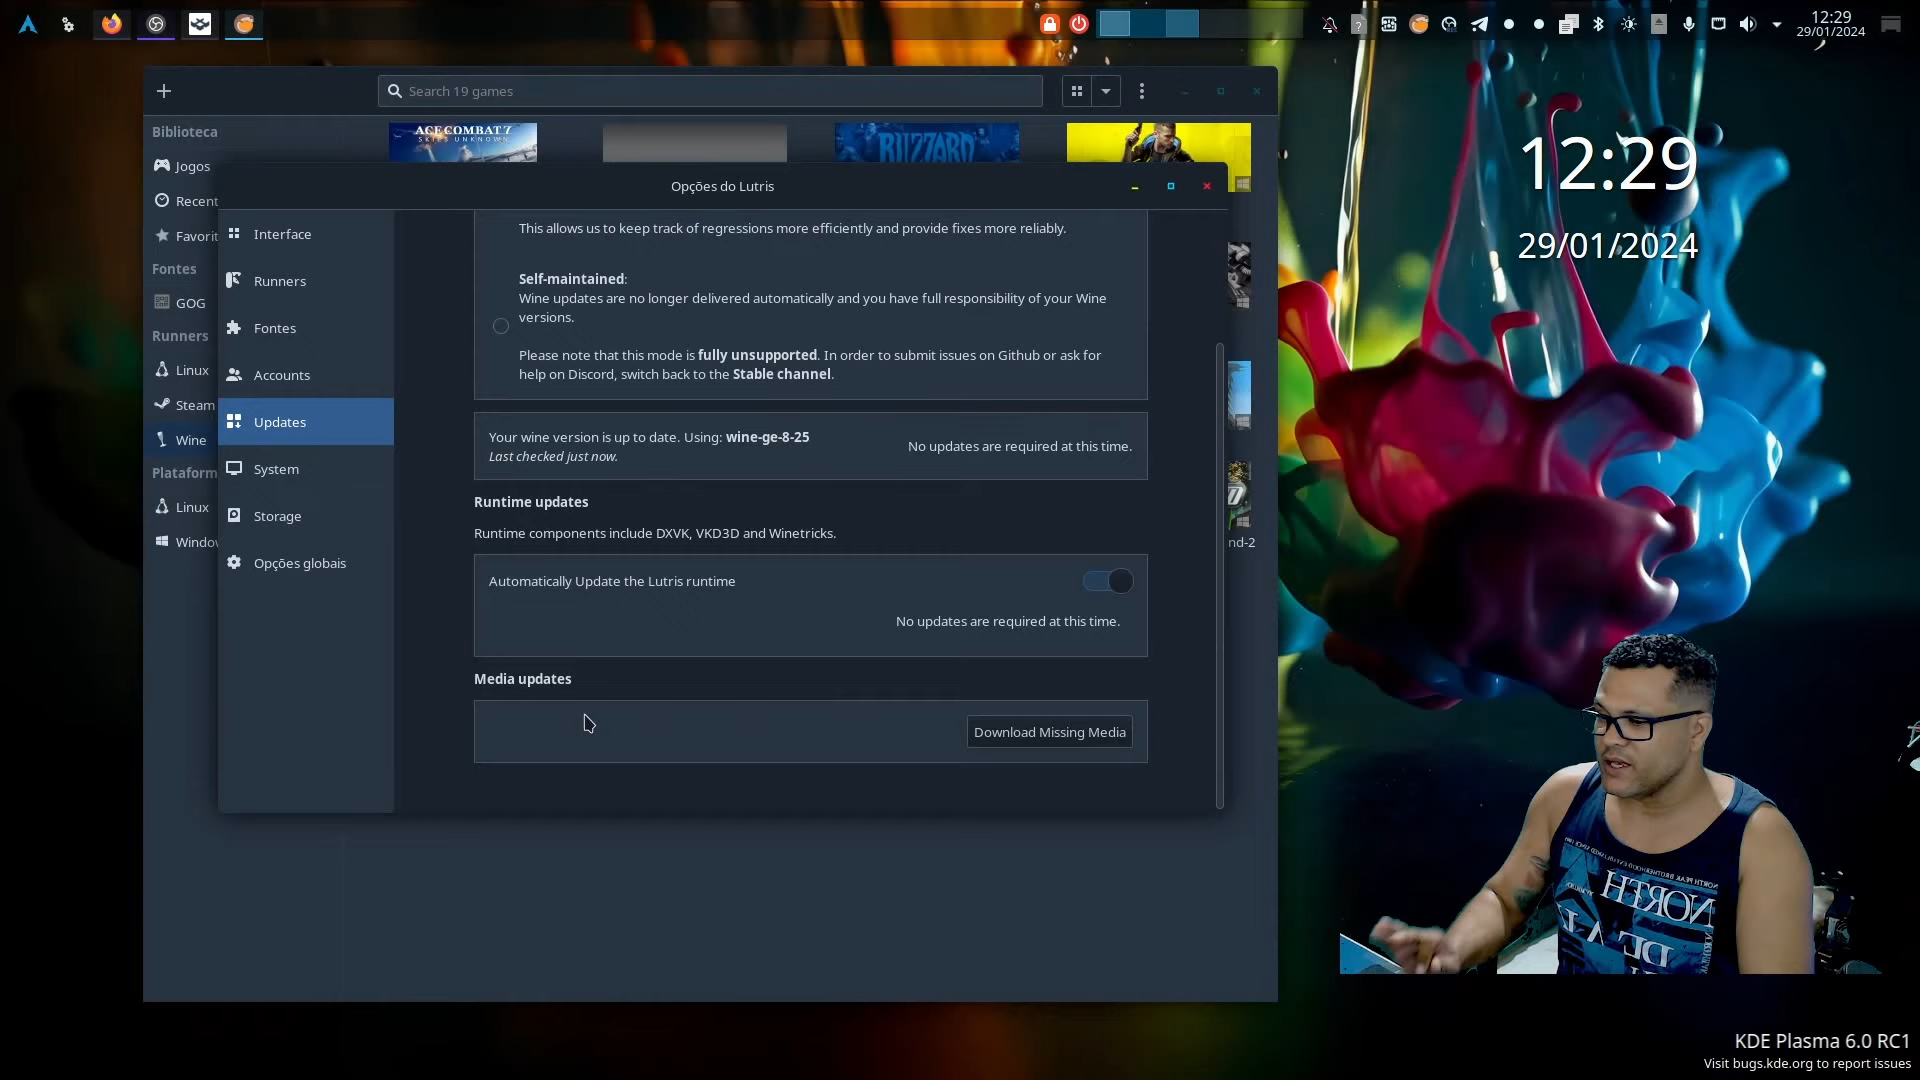 12:29
29/01/2024
Search 19 games
Biblioteca
Jogos
Recent
Favorit
Fontes
GOG
Runners
Linux
Steam
Wine
Plataform
Linux
Window
ACE COMBAT 7
SKIES UNKNOWN
BLIZZARD
nd-2
Opções do Lutris
Interface
Runners
Fontes
Accounts
Updates
System
Storage
Opções globais
This allows us to keep track of regressions more efficiently and provide fixes more reliably.
Self-maintained:
Wine updates are no longer delivered automatically and you have full responsibility of your Wine
versions.
Please note that this mode is fully unsupported. In order to submit issues on Github or ask for
help on Discord, switch back to the Stable channel.
Your wine version is up to date. Using: wine-ge-8-25
Last checked just now.
No updates are required at this time.
Runtime updates
Runtime components include DXVK, VKD3D and Winetricks.
Automatically Update the Lutris runtime
No updates are required at this time.
Media updates
Download Missing Media
12:29
29/01/2024
NORTH
KDE Plasma 6.0 RC1
Visit bugs.kde.org to report issues